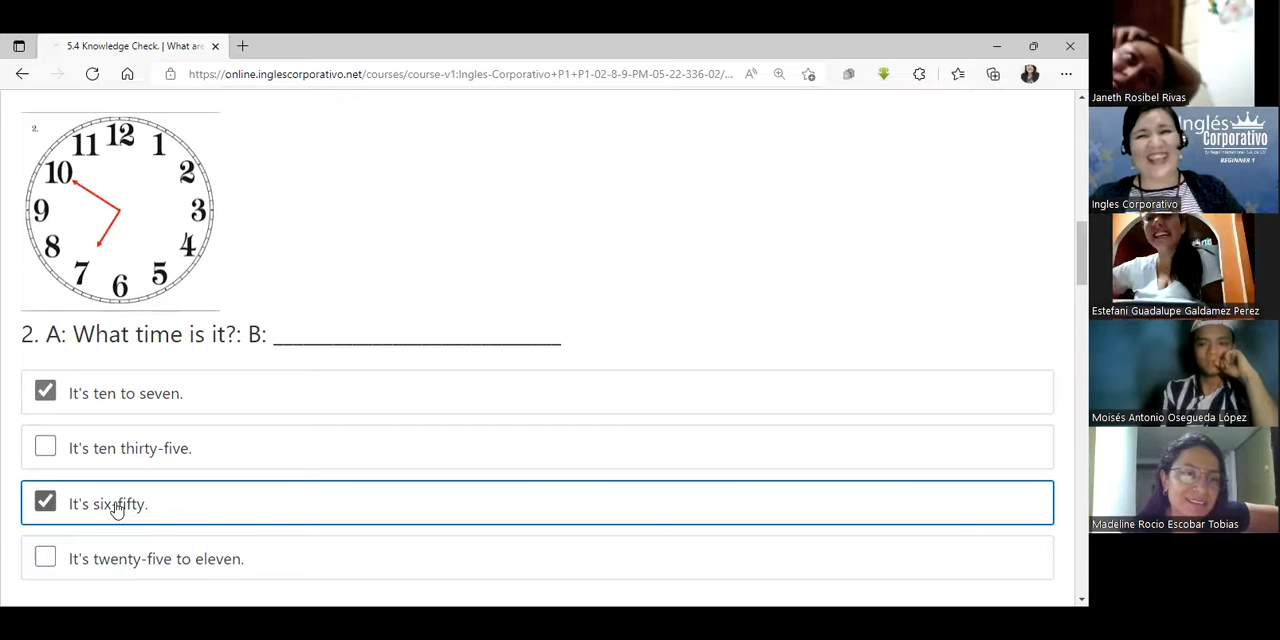 5.4 Knowledge Check. | What are
https://online.inglescorporativo.net/courses/course-v1:Ingles-Corporativo+P1+P1-02-8-9-PM-05-22-336-02/...
2.
12
11 1
10 2
9 3
8 4
7 5
6
2. A: What time is it?: B: ____________________________
It's ten to seven.
It's ten thirty-five.
It's six-fifty.
It's twenty-five to eleven.
Janeth Rosibel Rivas
Inglés
Corporativo
BEGINNER 1
Ingles Corporativo
Estefani Guadalupe Galdamez Perez
Moisés Antonio Osegueda López
Madeline Rocio Escobar Tobias